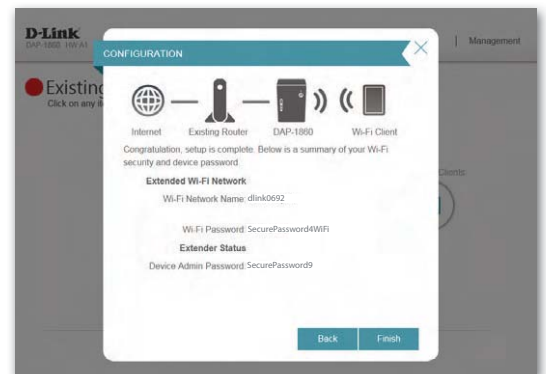 D-Link
DAP-1860 HW:A1
Management
CONFIGURATION
Existing
Click on any
Clients
Internet
Existing Router
DAP-1860
Wi-Fi Client
Congratulation, setup is complete. Below is a summary of your Wi-Fi
security and device password
Extended Wi-Fi Network
Wi-Fi Network Name: dlink0692
Wi-Fi Password: SecurePassword4WiFi
Extender Status
Device Admin Password: SecurePassword9
Back
Finish